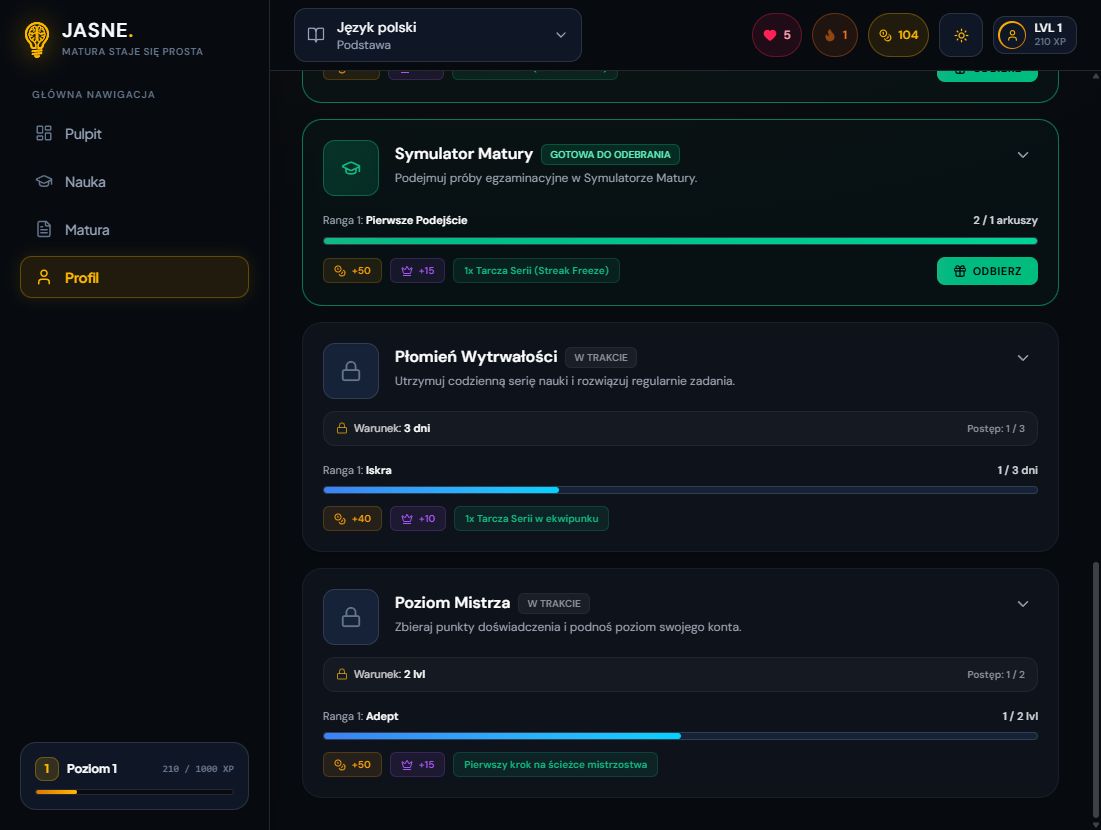 JASNE.
MATURA STAJE SIĘ PROSTA
GŁÓWNA NAWIGACJA
Pulpit
Nauka
Matura
Profil
1 Poziom 1 210 / 1000 XP
Język polski
Podstawa
5
1
104
LVL 1
210 XP
Symulator Matury GOTOWA DO ODEBRANIA
Podejmuj próby egzaminacyjne w Symulatorze Matury.
Ranga 1: Pierwsze Podejście 2 / 1 arkuszy
+50 +15 1x Tarcza Serii (Streak Freeze) ODBIERZ
Płomień Wytrwałości W TRAKCIE
Utrzymuj codzienną serię nauki i rozwiązuj regularnie zadania.
Warunek: 3 dni Postęp: 1 / 3
Ranga 1: Iskra 1 / 3 dni
+40 +10 1x Tarcza Serii w ekwipunku
Poziom Mistrza W TRAKCIE
Zbieraj punkty doświadczenia i podnoś poziom swojego konta.
Warunek: 2 lvl Postęp: 1 / 2
Ranga 1: Adept 1 / 2 lvl
+50 +15 Pierwszy krok na ścieżce mistrzostwa